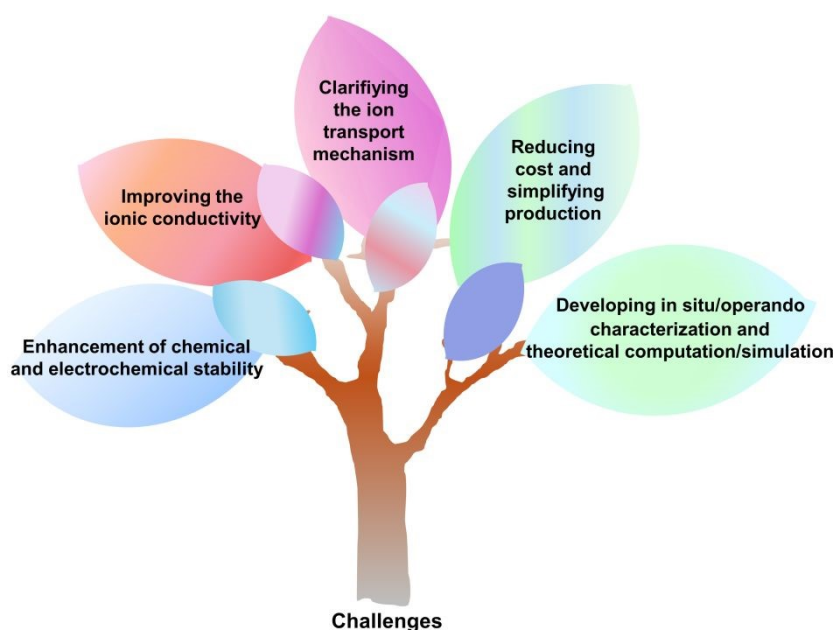 Clarifiying
the ion
transport
mechanism
Reducing
cost and
simplifying
production
Improving the
ionic conductivity
Developing in situ/operando
characterization and
theoretical computation/simulation
Enhancement of chemical
and electrochemical stability
Challenges